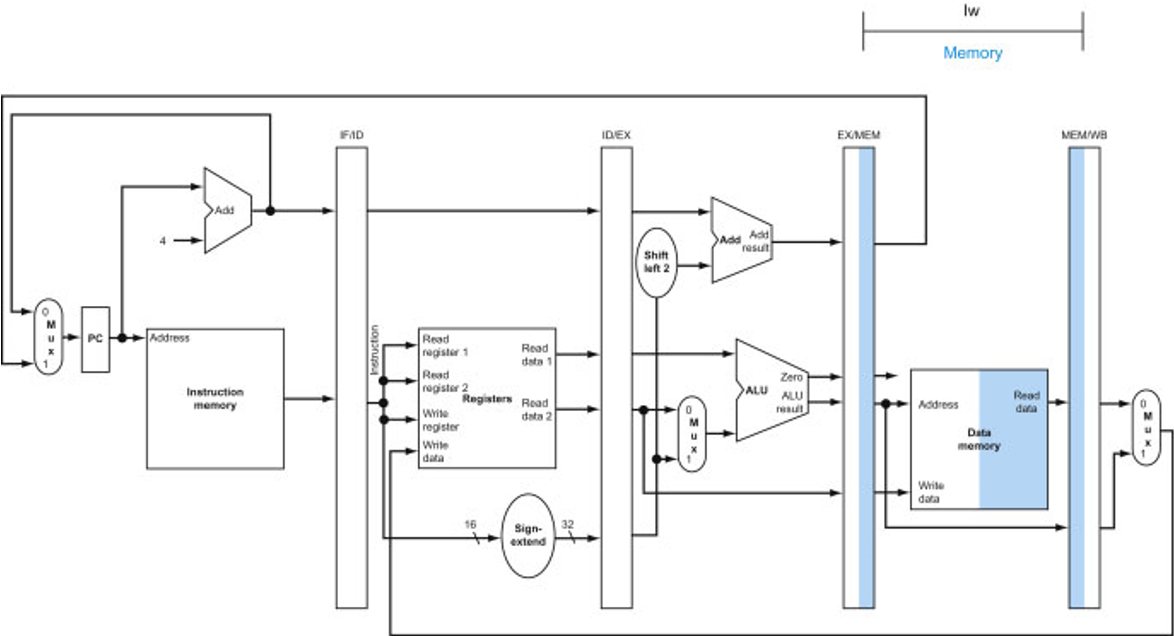 lw
Memory
IF/ID
ID/EX
EX/MEM
MEM/WB
Add
4
Shift
left 2
Add
Add
result
0
M
u
x
1
PC
Address
Instruction
memory
Instruction
Read
register 1
Read
register 2
Write
register
Write
data
Registers
Read
data 1
Read
data 2
16
Sign-
extend
32
0
M
u
x
1
ALU
Zero
ALU
result
Address
Read
data
Data
memory
Write
data
0
M
u
x
1